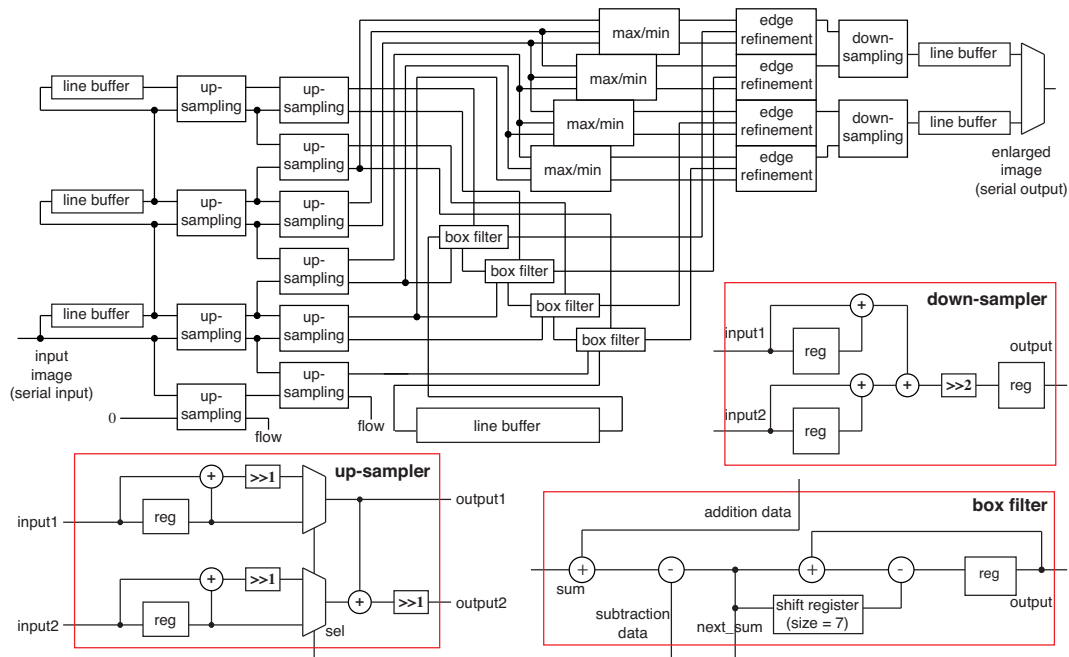 max/min
edge
refinement
down-
sampling
line buffer
max/min
edge
refinement
line buffer
up-
sampling
up-
sampling
max/min
edge
refinement
down-
sampling
line buffer
up-
sampling
max/min
edge
refinement
enlarged
image
(serial output)
line buffer
up-
sampling
up-
sampling
box filter
up-
sampling
box filter
line buffer
up-
sampling
up-
sampling
box filter
box filter
input
image
(serial input)
up-
sampling
up-
sampling
0
flow
flow
line buffer
down-sampler
input1
reg
+
output
input2
reg
+
+
>>2
reg
up-sampler
input1
reg
+
>>1
output1
input2
reg
+
>>1
sel
+
>>1
output2
box filter
addition data
+
sum
-
subtraction
data
next_sum
+
shift register
(size = 7)
-
reg
output